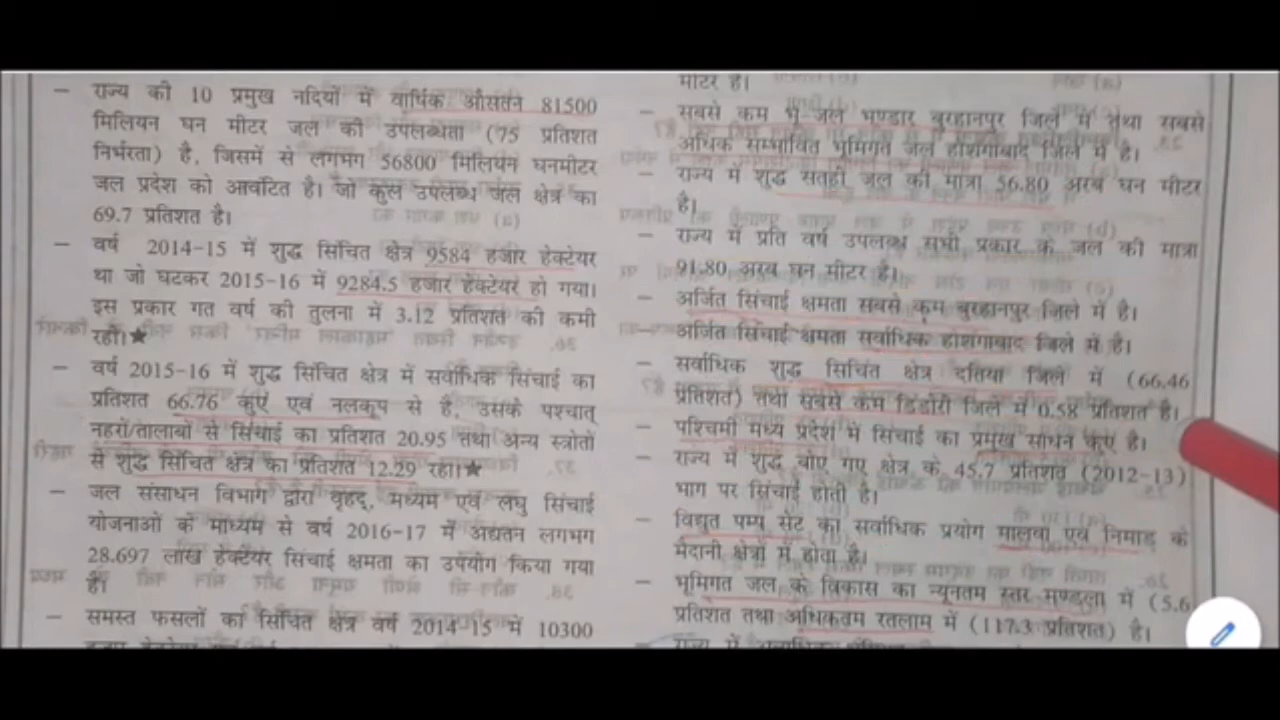 – राज्य की 10 प्रमुख नदियों में वार्षिक औसतन 81500
मिलियन घन मीटर जल की उपलब्धता (75 प्रतिशत
निर्भरता) है, जिसमें से लगभग 56800 मिलियन घनमीटर
जल प्रदेश को आवंटित है। जो कुल उपलब्ध जल क्षेत्र का
69.7 प्रतिशत है।
– वर्ष 2014-15 में शुद्ध सिंचित क्षेत्र 9584 हजार हेक्टेयर
था जो घटकर 2015-16 में 9284.5 हजार हेक्टेयर हो गया।
इस प्रकार गत वर्ष की तुलना में 3.12 प्रतिशत की कमी
रही।★
– वर्ष 2015-16 में शुद्ध सिंचित क्षेत्र में सर्वाधिक सिंचाई का
प्रतिशत 66.76 कुएं एवं नलकूप से है, उसके पश्चात्
नहरों/तालाबों से सिंचाई का प्रतिशत 20.95 तथा अन्य स्त्रोतों
से शुद्ध सिंचित क्षेत्र का प्रतिशत 12.29 रहा।★
– जल संसाधन विभाग द्वारा वृहद्, मध्यम एवं लघु सिंचाई
योजनाओं के माध्यम से वर्ष 2016-17 में अद्यतन लगभग
28.697 लाख हेक्टेयर सिंचाई क्षमता का उपयोग किया गया
है।
– समस्त फसलों का सिंचित क्षेत्र वर्ष 2014-15 में 10300
मीटर है।
– सबसे कम भू-जल भण्डार बुरहानपुर जिले में तथा सबसे
अधिक सम्भावित भूमिगत जल होशंगाबाद जिले में है।
– राज्य में शुद्ध सतही जल की मात्रा 56.80 अरब घन मीटर
है।
– राज्य में प्रति वर्ष उपलब्ध सभी प्रकार के जल की मात्रा
91.80 अरब घन मीटर है।
– अर्जित सिंचाई क्षमता सबसे कम बुरहानपुर जिले में है।
– अर्जित सिंचाई क्षमता सर्वाधिक होशंगाबाद जिले में है।
– सर्वाधिक शुद्ध सिंचित क्षेत्र दतिया जिले में (66.46
प्रतिशत) तथा सबसे कम डिंडोरी जिले में 0.58 प्रतिशत है।
– पश्चिमी मध्य प्रदेश में सिंचाई का प्रमुख साधन कुएं है।
– राज्य में शुद्ध बोए गए क्षेत्र के 45.7 प्रतिशत (2012-13)
भाग पर सिंचाई होती है।
– विद्युत पम्प सेट का सर्वाधिक प्रयोग मालवा एवं निमाड़ के
मैदानी क्षेत्रों में होता है।
– भूमिगत जल के विकास का न्यूनतम स्तर मण्डला में (5.6
प्रतिशत तथा अधिकतम रतलाम में (117.3 प्रतिशत) है।